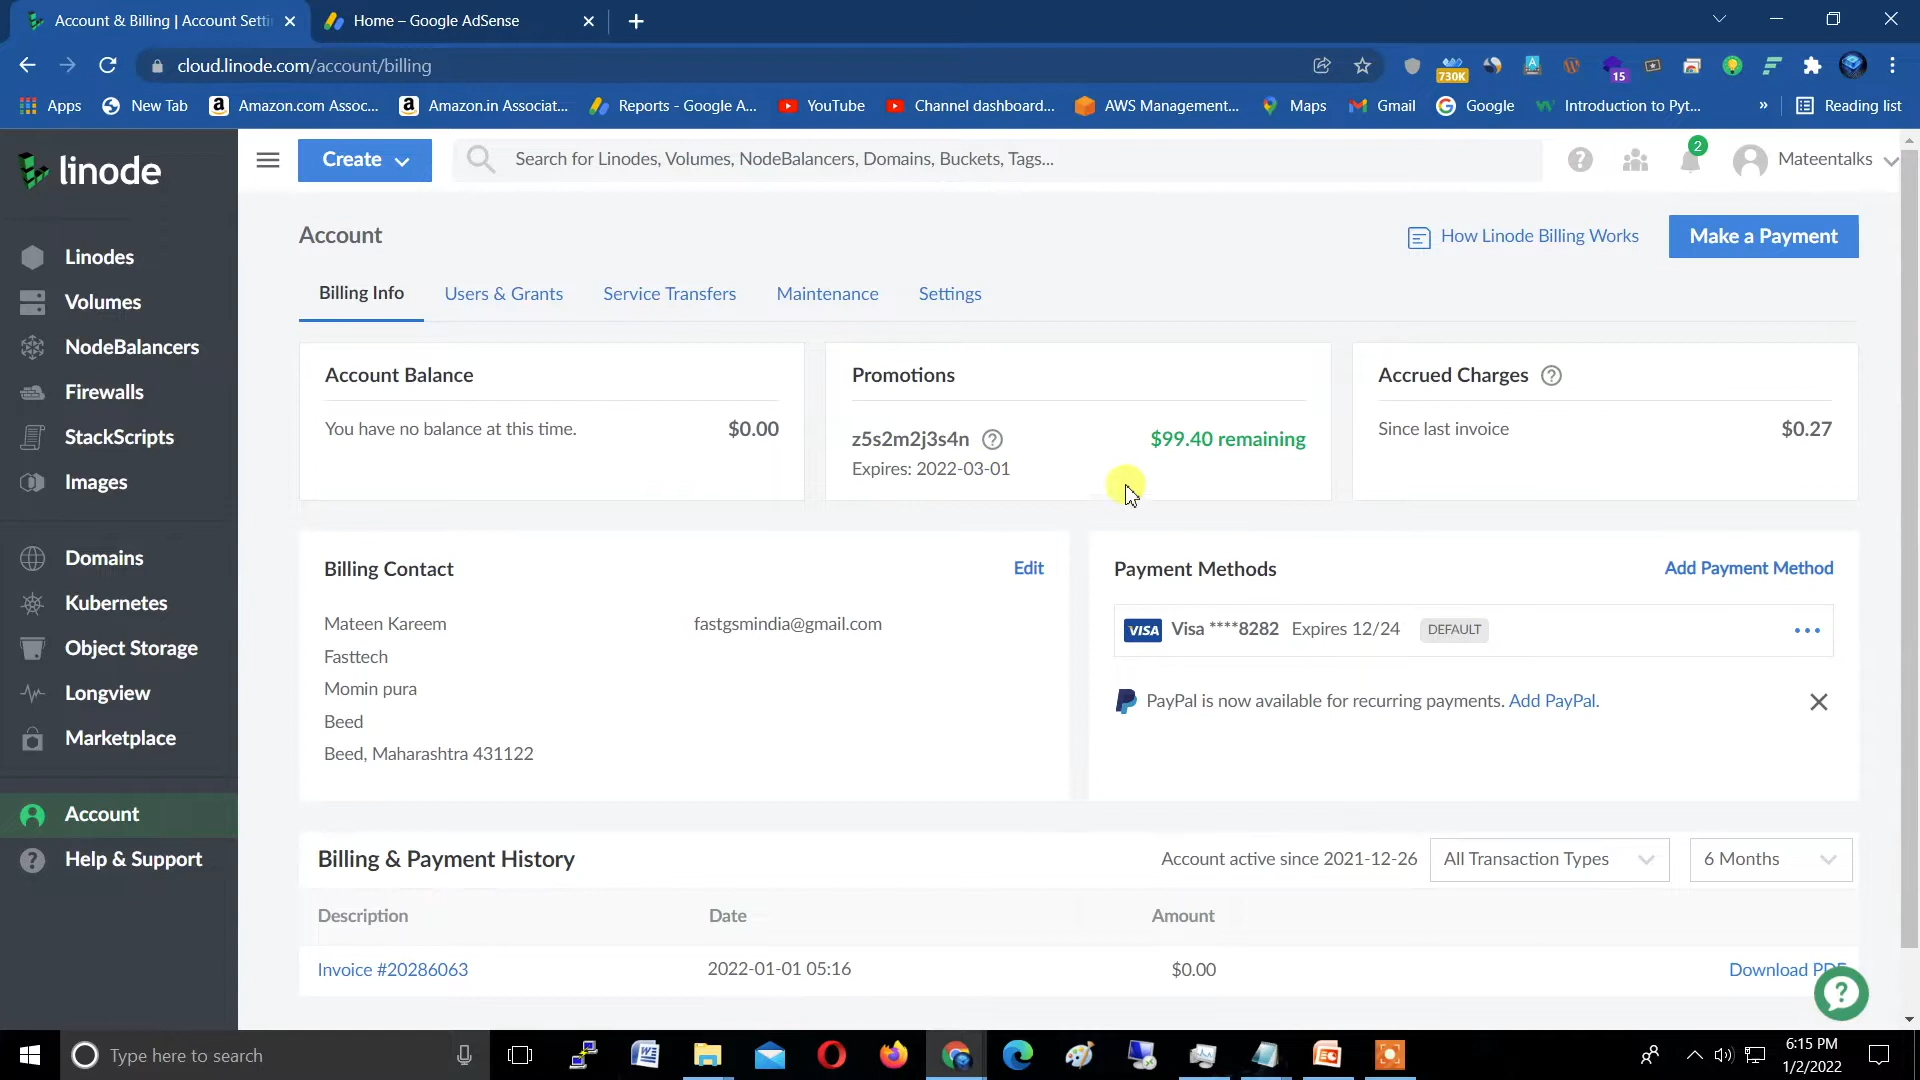 Account & Billing | Account Setti
Home – Google AdSense
cloud.linode.com/account/billing
730K
15
Apps
New Tab
Amazon.com Assoc...
Amazon.in Associat...
Reports - Google A...
YouTube
Channel dashboard...
AWS Management...
Maps
Gmail
Google
Introduction to Pyt...
»
Reading list
linode
Create
Search for Linodes, Volumes, NodeBalancers, Domains, Buckets, Tags...
2
Mateentalks
Linodes
Volumes
NodeBalancers
Firewalls
StackScripts
Images
Domains
Kubernetes
Object Storage
Longview
Marketplace
Account
Help & Support
Account
How Linode Billing Works
Make a Payment
Billing Info
Users & Grants
Service Transfers
Maintenance
Settings
Account Balance
You have no balance at this time.
$0.00
Promotions
z5s2m2j3s4n
$99.40 remaining
Expires: 2022-03-01
Accrued Charges
Since last invoice
$0.27
Billing Contact
Edit
Mateen Kareem
fastgsmindia@gmail.com
Fasttech
Momin pura
Beed
Beed, Maharashtra 431122
Payment Methods
Add Payment Method
VISA
Visa ****8282
Expires 12/24
DEFAULT
PayPal is now available for recurring payments. Add PayPal.
Billing & Payment History
Account active since 2021-12-26
All Transaction Types
6 Months
Description
Date
Amount
Invoice #20286063
2022-01-01 05:16
$0.00
Download PDF
Type here to search
6:15 PM
1/2/2022